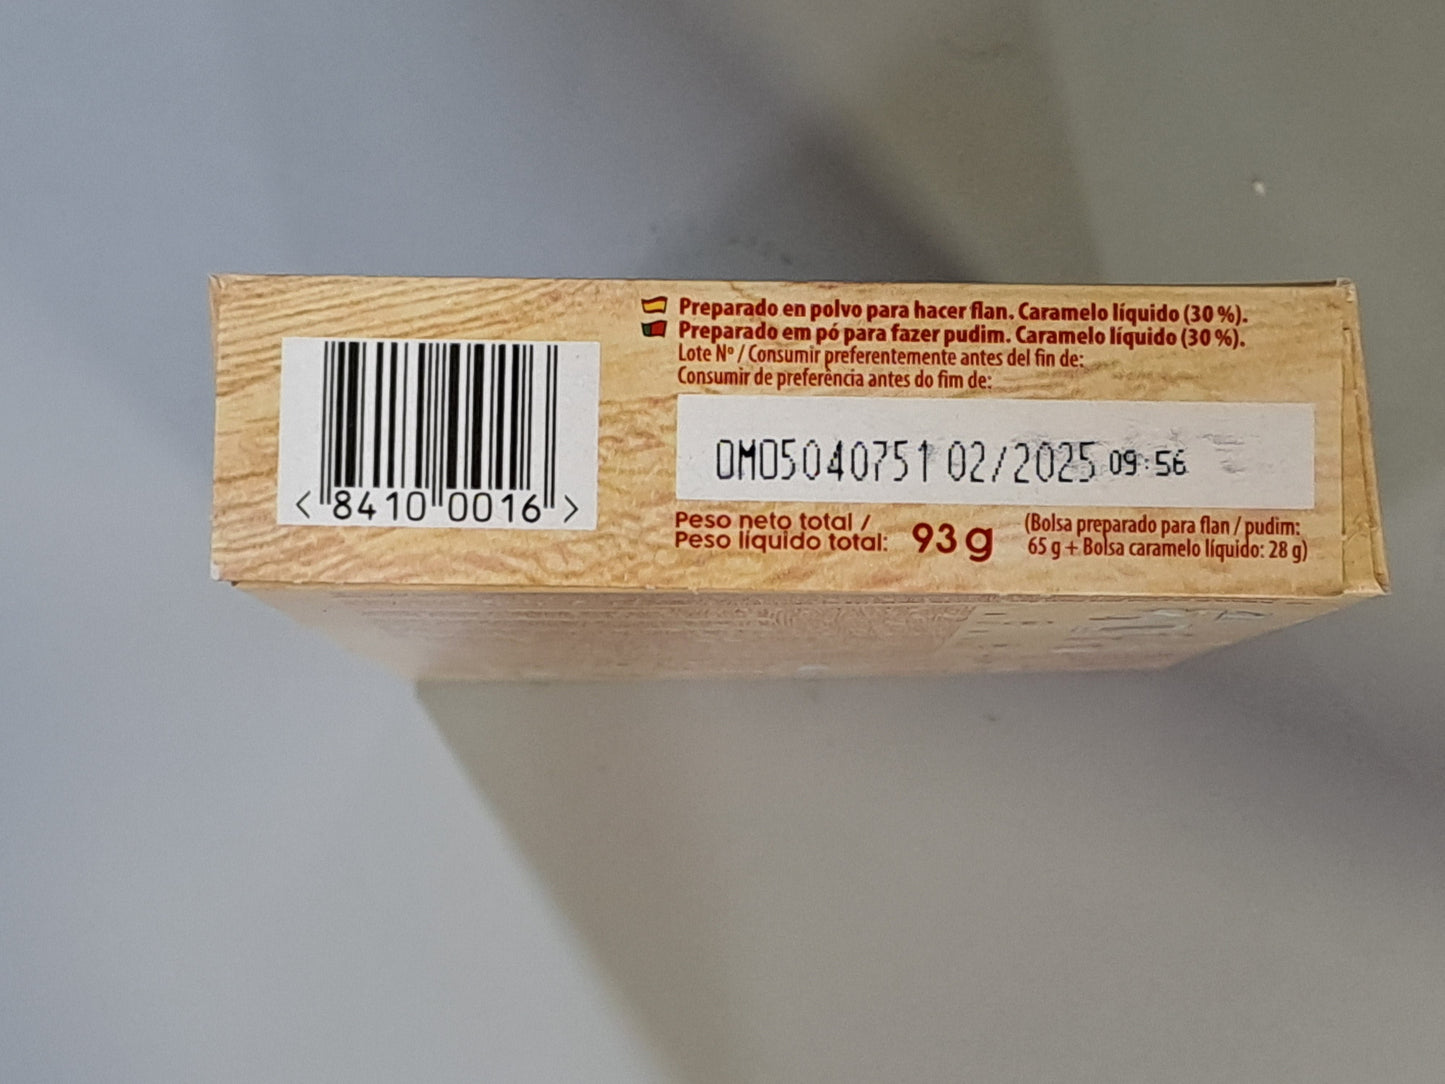 Preparado en polvo para hacer flan. Caramelo líquido (30 %).
Preparado em pó para fazer pudim. Caramelo líquido (30 %).
Lote Nº / Consumir preferentemente antes del fin de:
Consumir de preferência antes do fim de:
OM05040751 02/2025 09:56
< 8410 0016 >
Peso neto total /
Peso líquido total: 93 g
(Bolsa preparado para flan / pudim:
65 g + Bolsa caramelo líquido: 28 g)